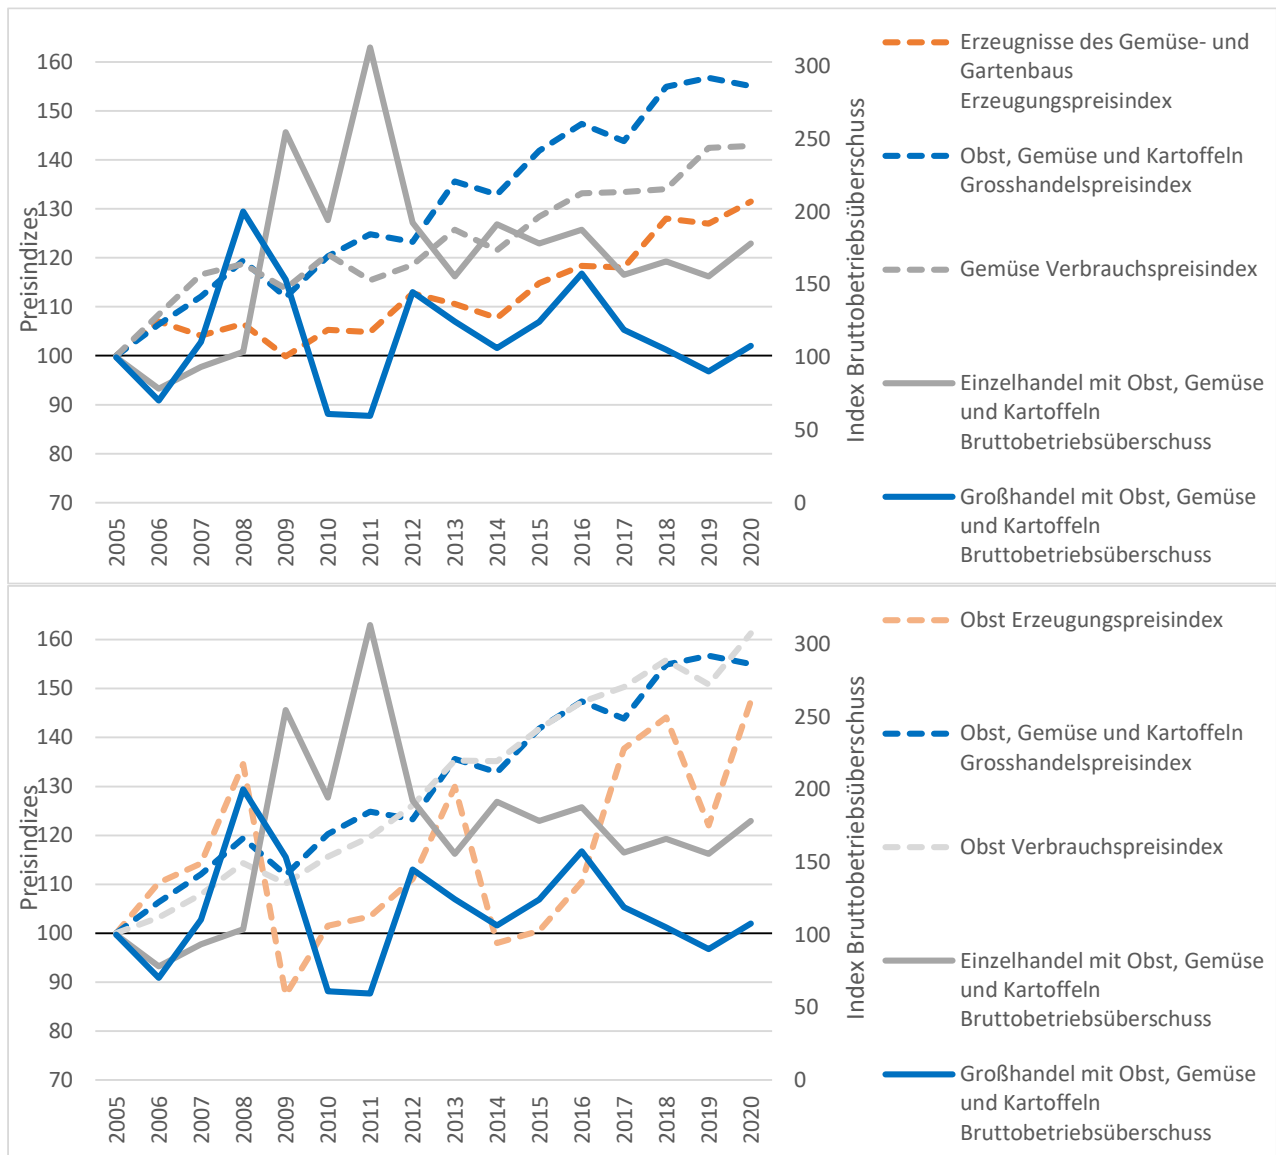 160
150
140
130
120
110
100
90
80
70
Preisindizes
300
250
200
150
100
50
0
Index Bruttobetriebsüberschuss
2005
2006
2007
2008
2009
2010
2011
2012
2013
2014
2015
2016
2017
2018
2019
2020
Erzeugnisse des Gemüse- und
Gartenbaus
Erzeugungspreisindex
Obst, Gemüse und Kartoffeln
Grosshandelspreisindex
Gemüse Verbrauchspreisindex
Einzelhandel mit Obst, Gemüse
und Kartoffeln
Bruttobetriebsüberschuss
Großhandel mit Obst, Gemüse
und Kartoffeln
Bruttobetriebsüberschuss
160
150
140
130
120
110
100
90
80
70
Preisindizes
300
250
200
150
100
50
0
Index Bruttobetriebsüberschuss
2005
2006
2007
2008
2009
2010
2011
2012
2013
2014
2015
2016
2017
2018
2019
2020
Obst Erzeugungspreisindex
Obst, Gemüse und Kartoffeln
Grosshandelspreisindex
Obst Verbrauchspreisindex
Einzelhandel mit Obst, Gemüse
und Kartoffeln
Bruttobetriebsüberschuss
Großhandel mit Obst, Gemüse
und Kartoffeln
Bruttobetriebsüberschuss